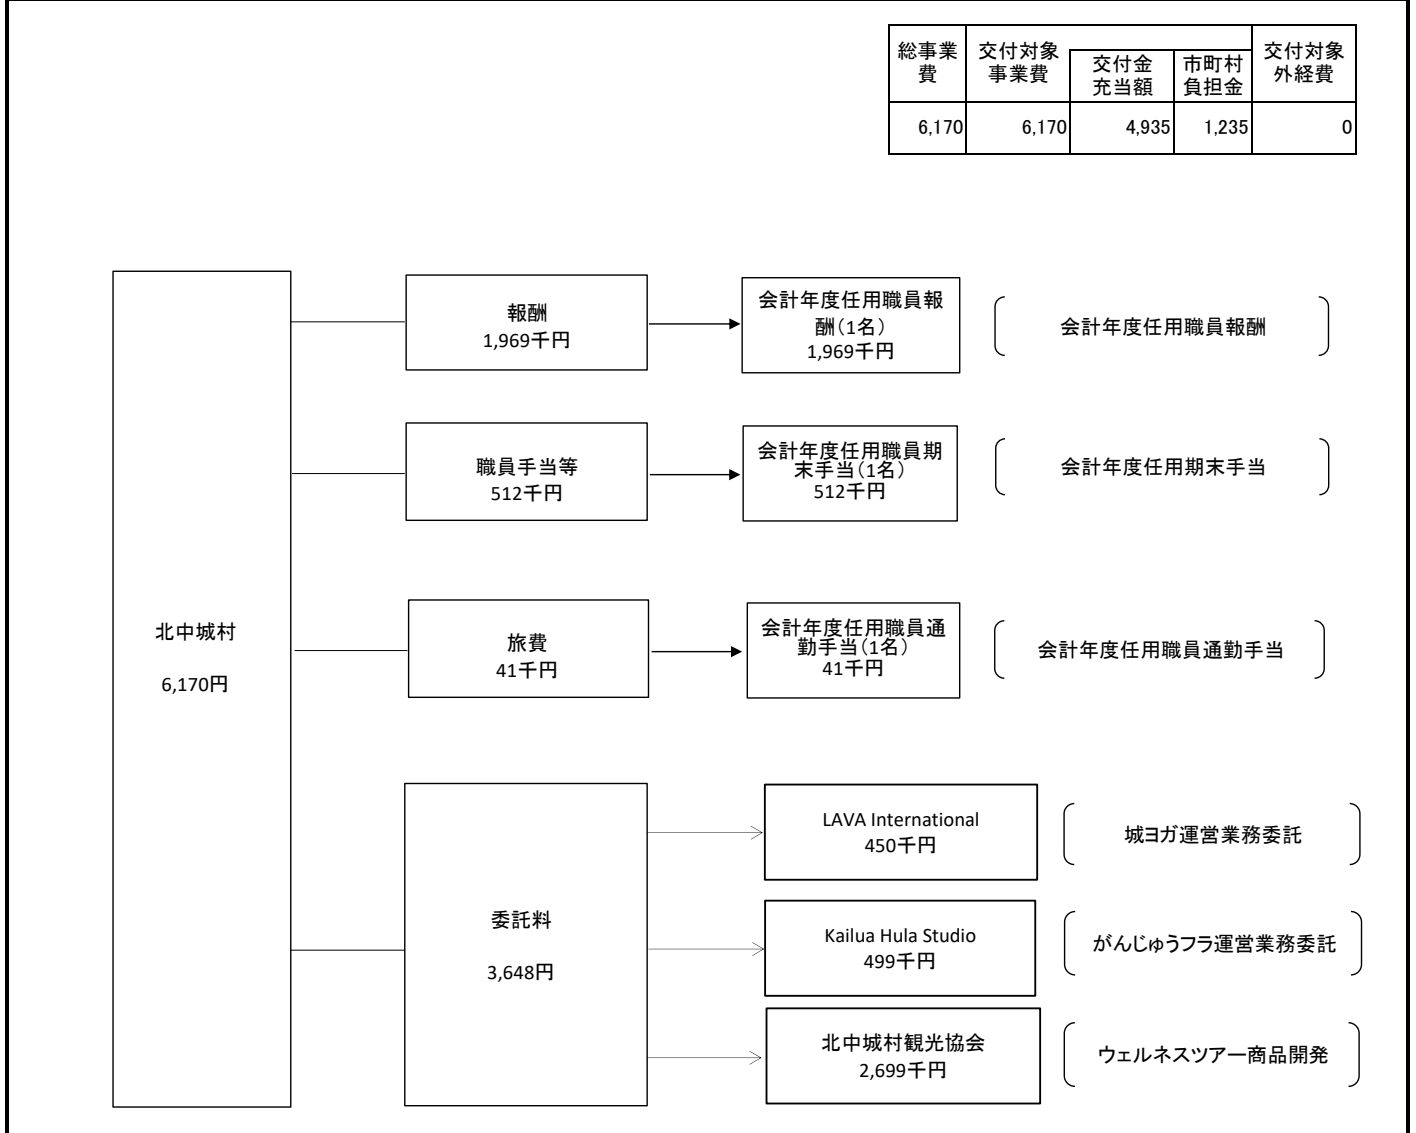 総事業費
交付対象事業費
交付金充当額
市町村負担金
交付対象外経費
6,170
6,170
4,935
1,235
0
北中城村
6,170円
報酬
1,969千円
会計年度任用職員報
酬(1名)
1,969千円
会計年度任用職員報酬
職員手当等
512千円
会計年度任用職員期
末手当(1名)
512千円
会計年度任用期末手当
旅費
41千円
会計年度任用職員通
勤手当(1名)
41千円
会計年度任用職員通勤手当
委託料
3,648円
LAVA International
450千円
城ヨガ運営業務委託
Kailua Hula Studio
499千円
がんじゅうフラ運営業務委託
北中城村観光協会
2,699千円
ウェルネスツアー商品開発